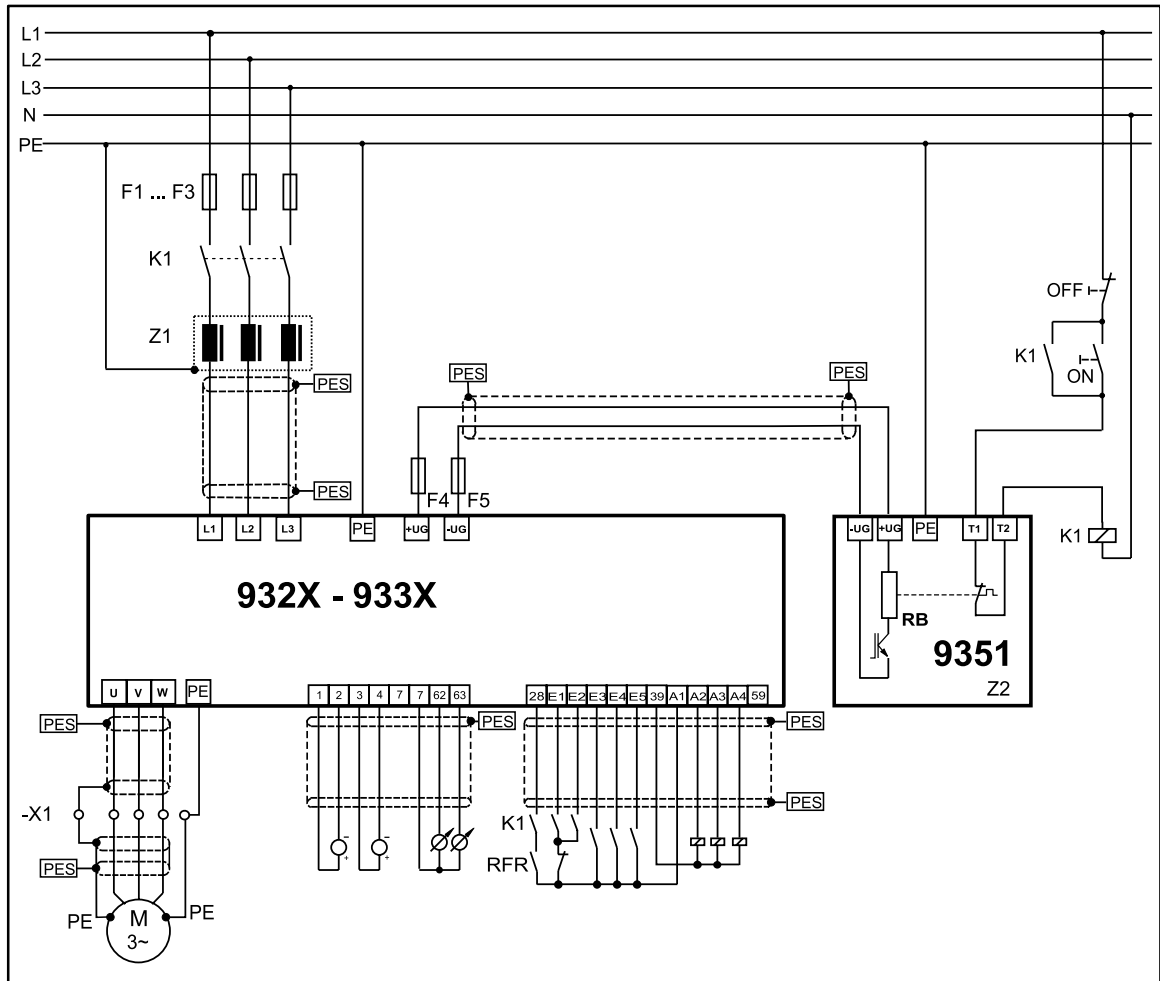 L1
L2
L3
N
PE
F1 ... F3
K1
OFF
Z1
K1
ON
PES
PES
PES
PES
F4
F5
K1
L1 L2 L3 PE +UG -UG
-UG +UG PE T1 T2
932X - 933X
RB
9351
Z2
U V W PE
1 2 3 4 7 7 62 63
28 E1 E2 E3 E4 E5 39 A1 A2 A3 A4 59
PES
PES
PES
PES
-X1
K1
RFR
+
-
+
-
PES
PE
PE
M
3~